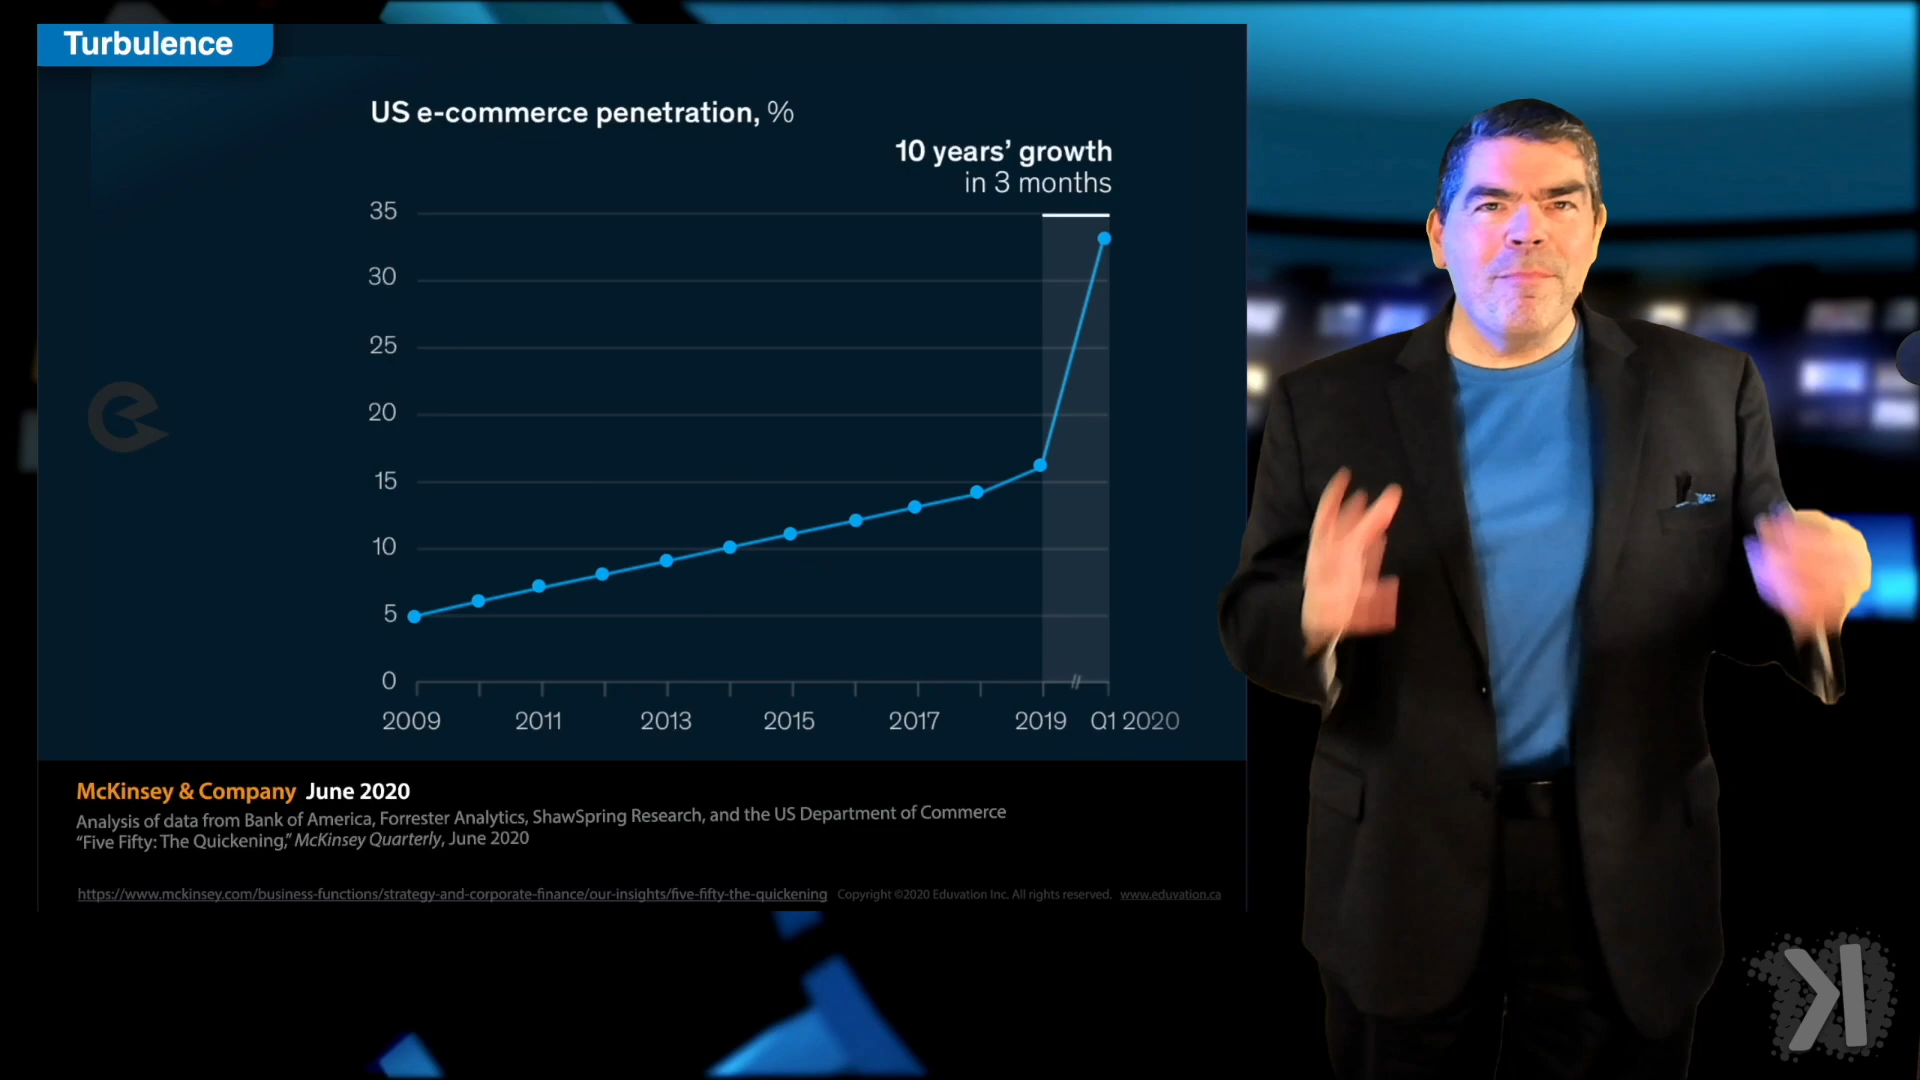 Turbulence
US e-commerce penetration, %
10 years’ growth
in 3 months
35
30
25
20
15
10
5
0
2009 2011 2013 2015 2017 2019 Q1 2020
McKinsey & Company June 2020
Analysis of data from Bank of America, Forrester Analytics, ShawSpring Research, and the US Department of Commerce
“Five Fifty: The Quickening,” McKinsey Quarterly, June 2020
https://www.mckinsey.com/business-functions/strategy-and-corporate-finance/our-insights/five-fifty-the-quickening Copyright ©2020 Eduvation Inc. All rights reserved. www.eduvation.ca